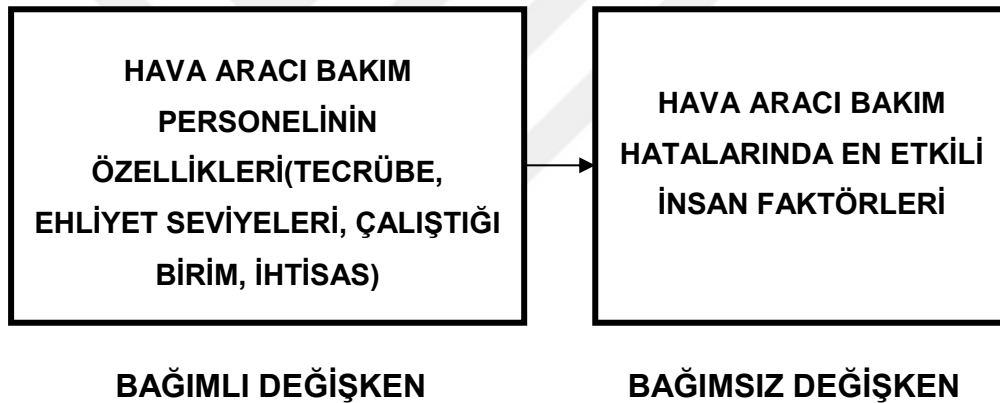 HAVA ARACI BAKIM
PERSONELİNİN
ÖZELLİKLERİ(TECRÜBE,
EHLİYET SEVİYELERİ, ÇALIŞTIĞI
BİRİM, İHTİSAS)
HAVA ARACI BAKIM
HATALARINDA EN ETKİLİ
İNSAN FAKTÖRLERİ
BAĞIMLI DEĞİŞKEN
BAĞIMSIZ DEĞİŞKEN